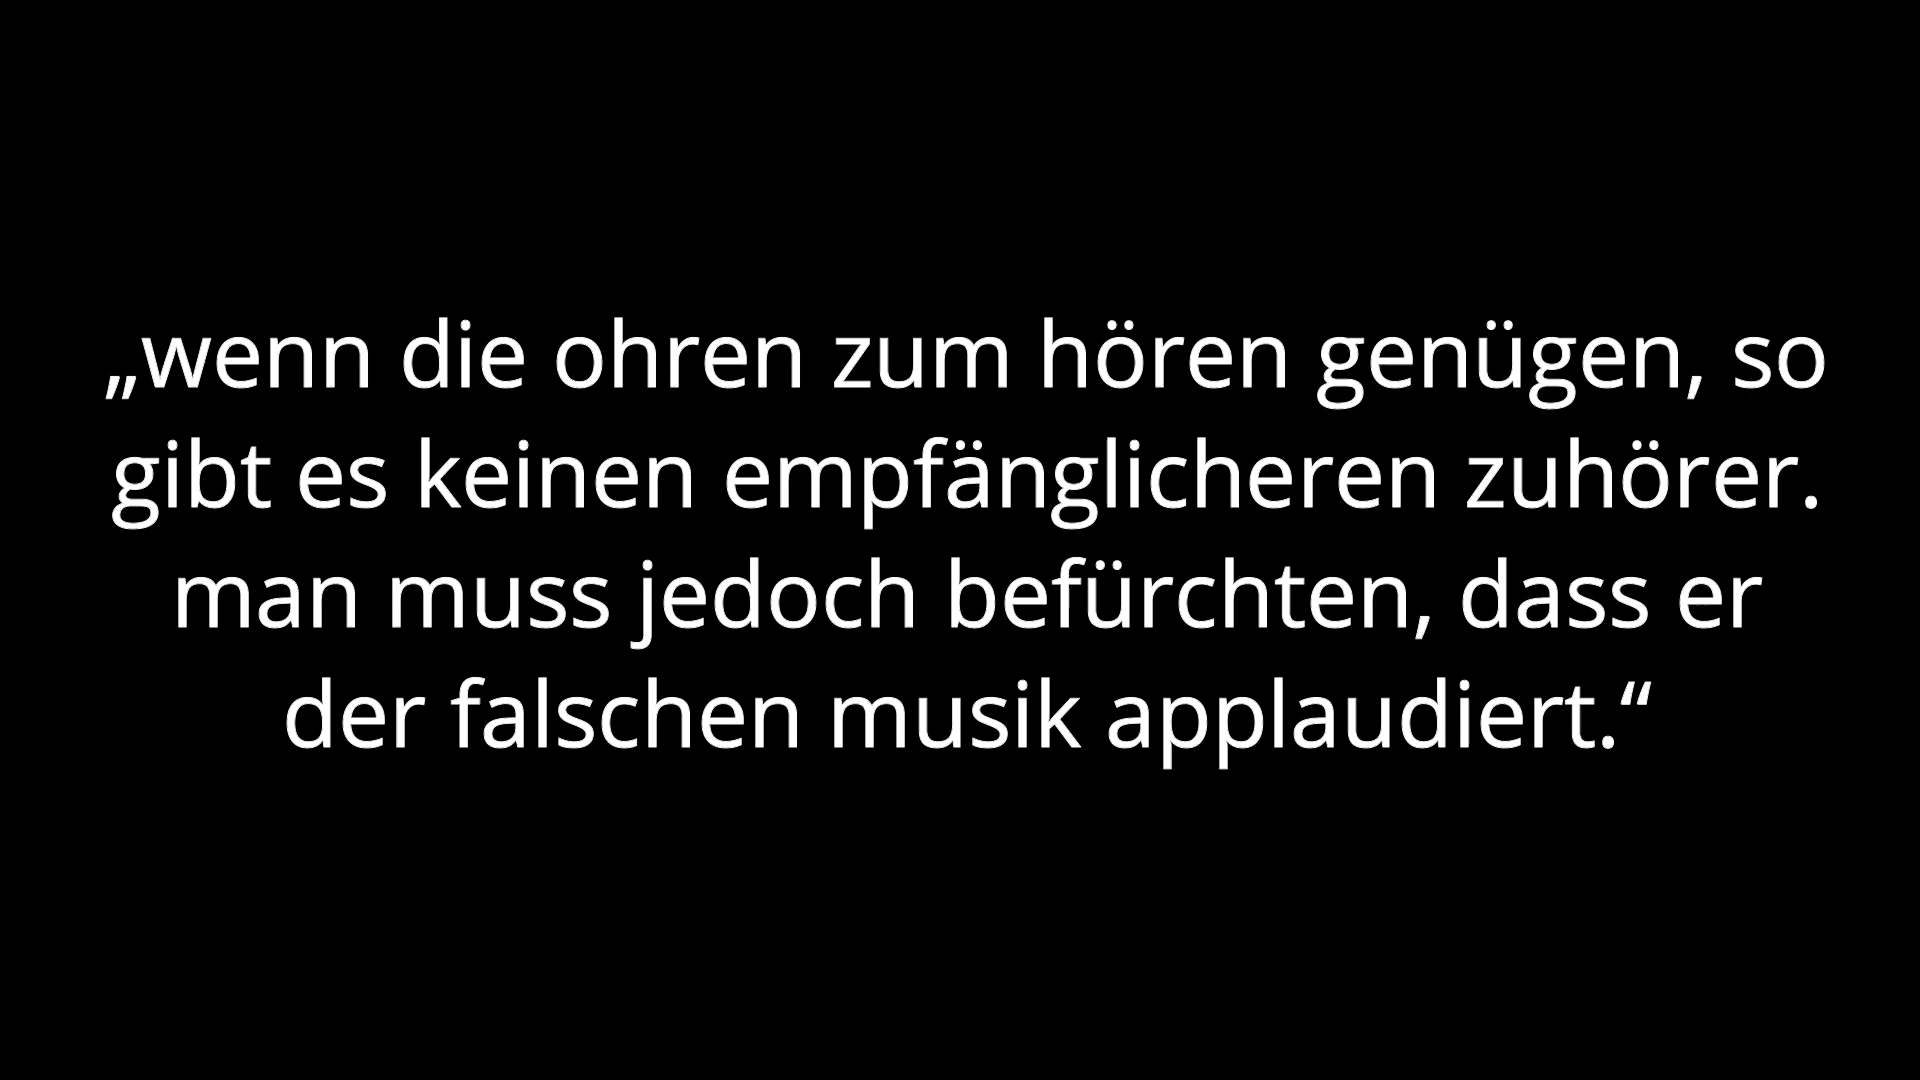 „wenn die ohren zum hören genügen, so
gibt es keinen empfänglicheren zuhörer.
man muss jedoch befürchten, dass er
der falschen musik applaudiert.“